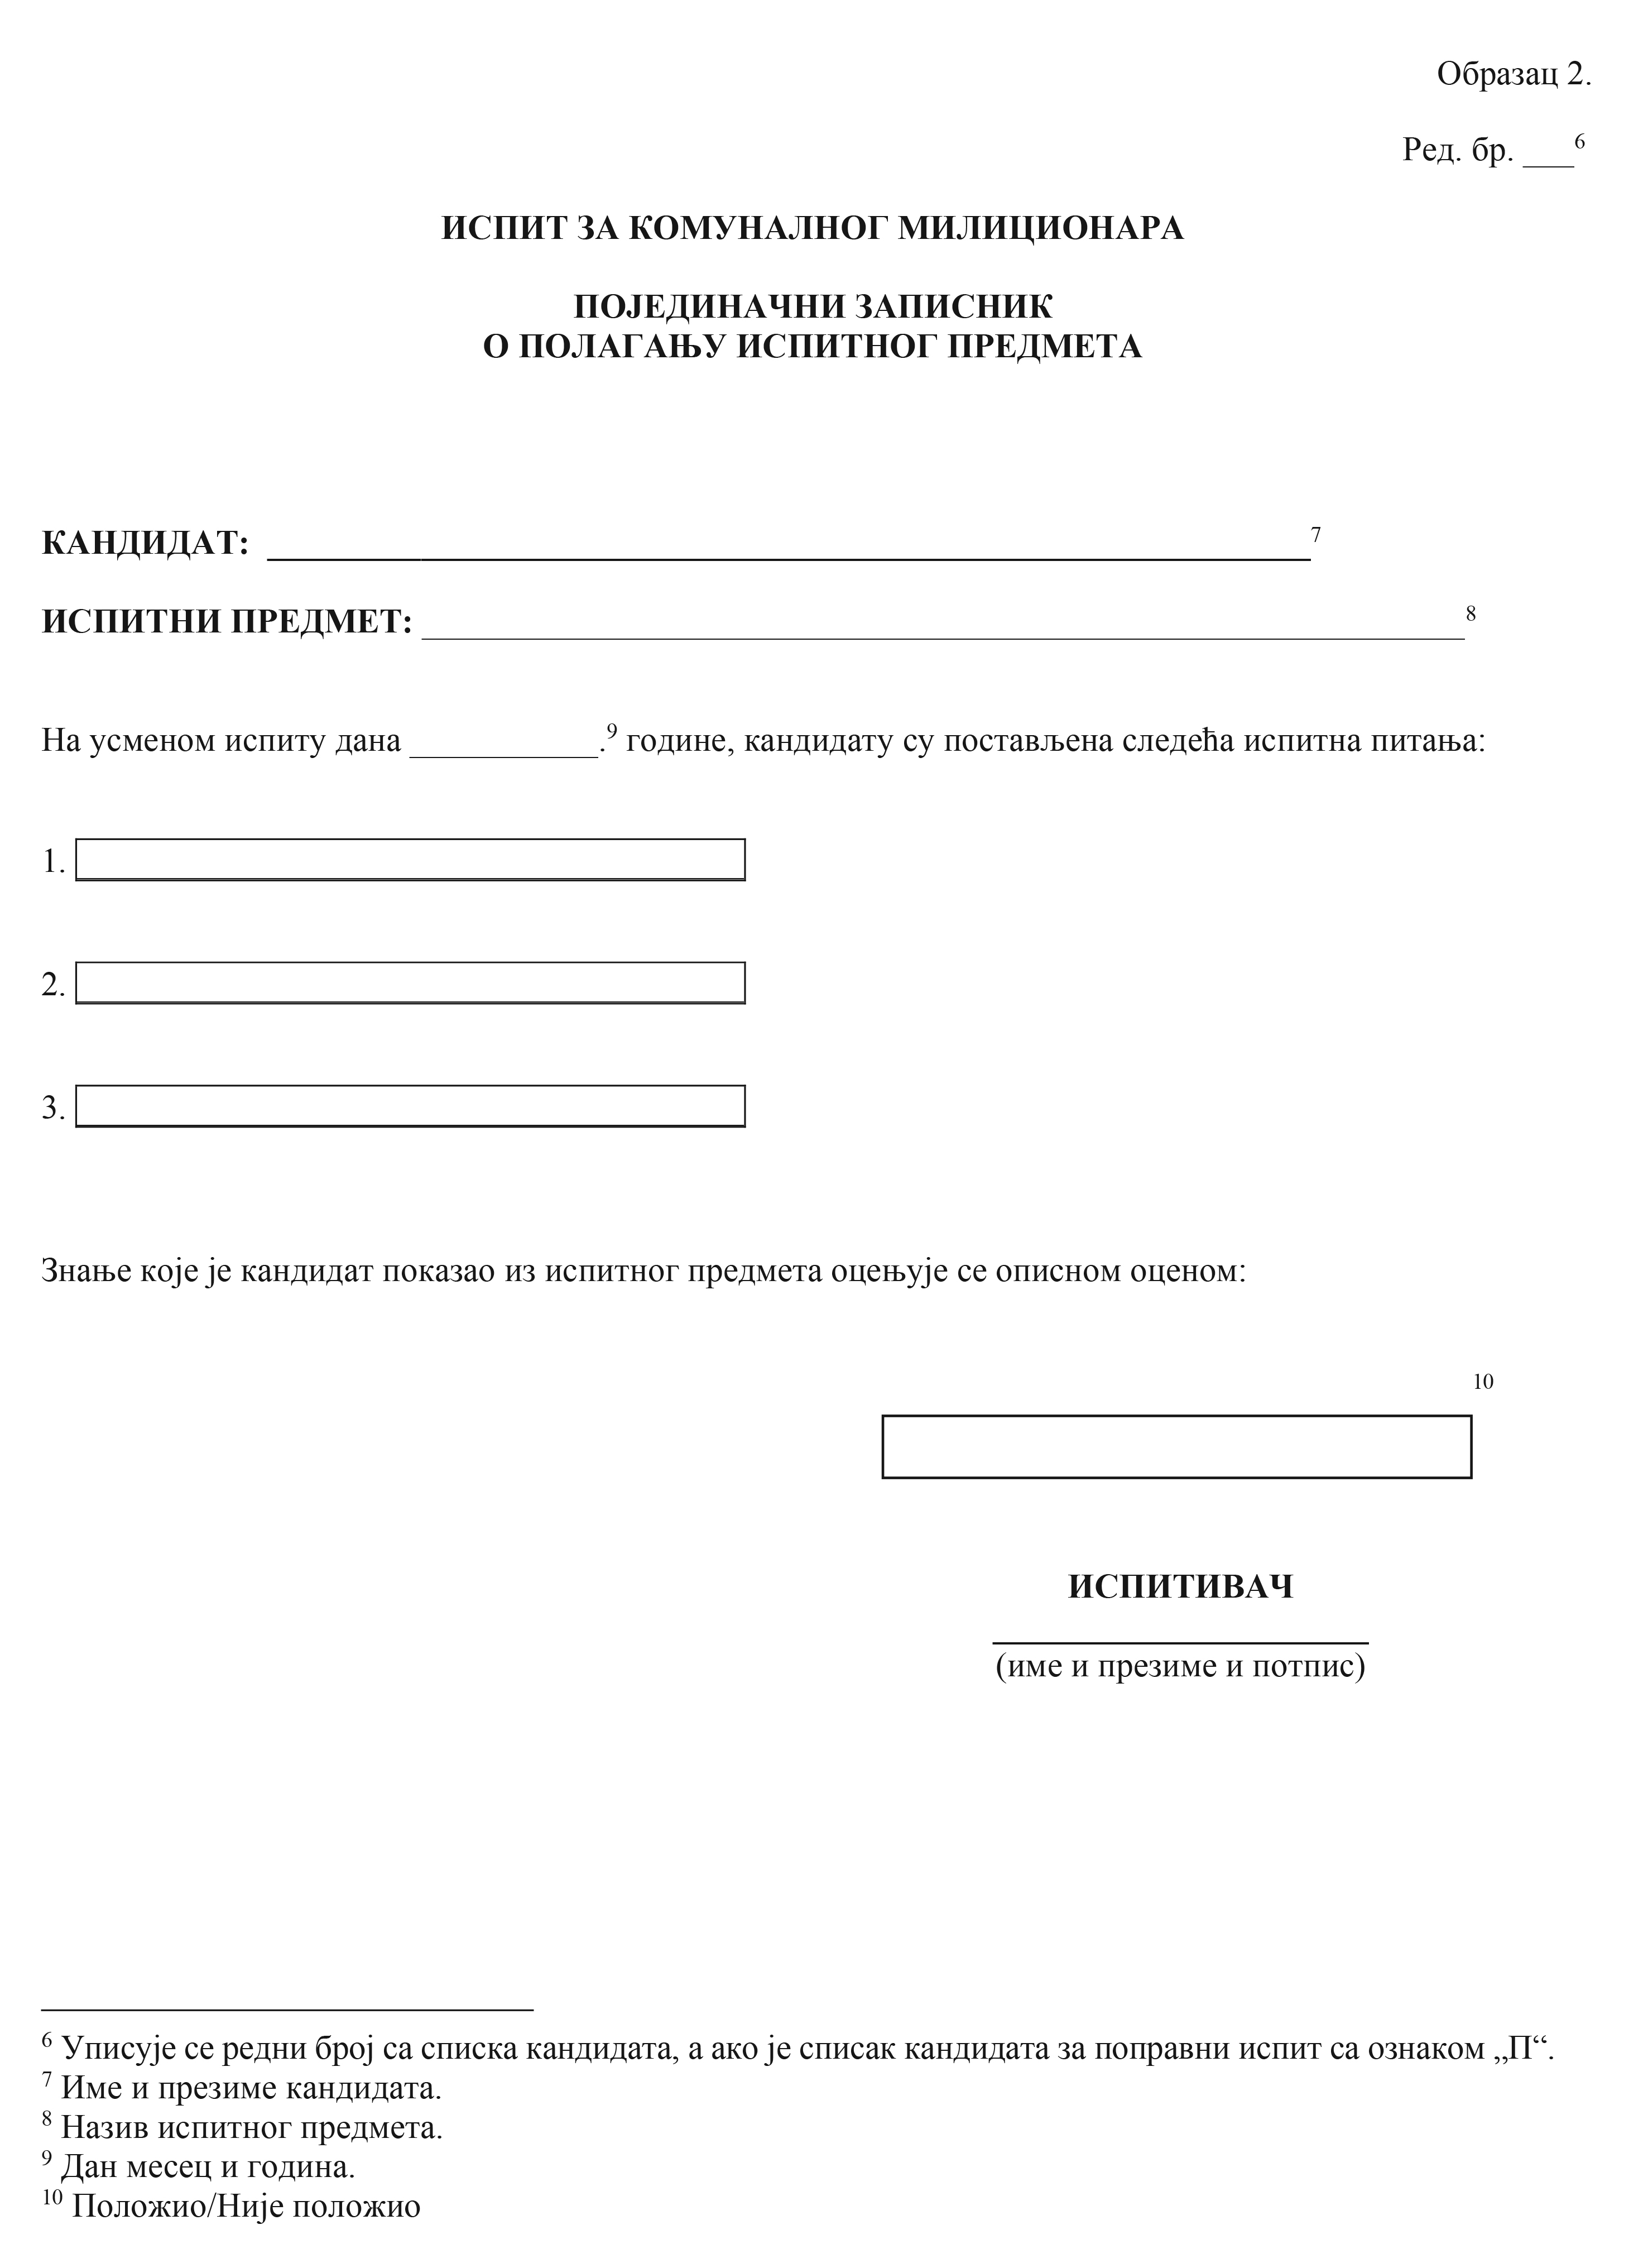 Образац 2.
Ред. бр. ___6
ИСПИТ ЗА КОМУНАЛНОГ МИЛИЦИОНАРА
ПОЈЕДИНАЧНИ ЗАПИСНИК
О ПОЛАГАЊУ ИСПИТНОГ ПРЕДМЕТА
КАНДИДАТ: ____________________7
ИСПИТНИ ПРЕДМЕТ: ____________________8
На усменом испиту дана ___________.9 године, кандидату су постављена следећа испитна питања:
1.
2.
3.
Знање које је кандидат показао из испитног предмета оцењује се описном оценом:
10
ИСПИТИВАЧ
(име и презиме и потпис)
6 Уписује се редни број са списка кандидата, а ако је списак кандидата за поправни испит са ознаком „П“.
7 Име и презиме кандидата.
8 Назив испитног предмета.
9 Дан месец и година.
10 Положио/Није положио